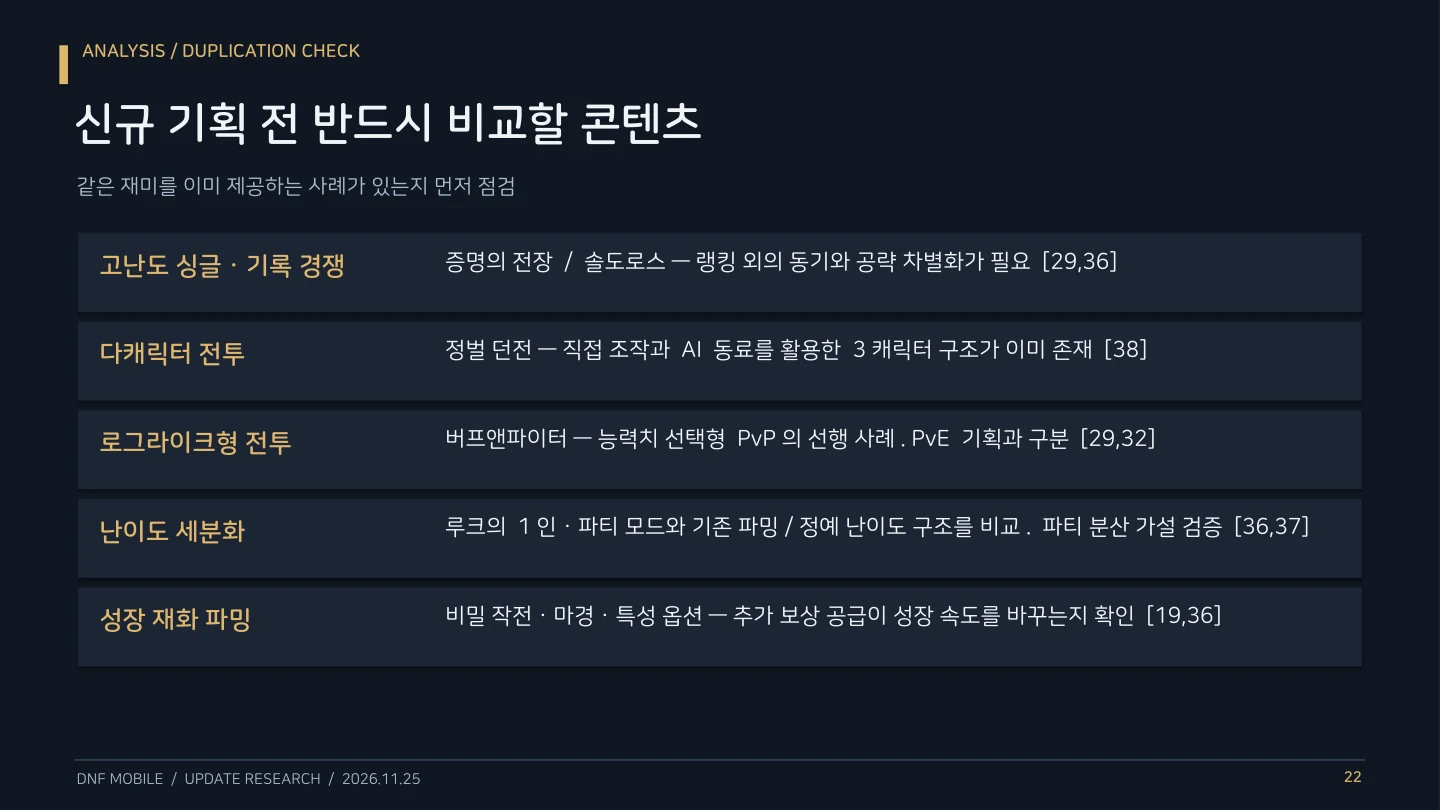 ANALYSIS / DUPLICATION CHECK
신규 기획 전 반드시 비교할 콘텐츠
같은 재미를 이미 제공하는 사례가 있는지 먼저 점검
고난도 싱글 · 기록 경쟁
증명의 전장 / 솔도로스 — 랭킹 외의 동기와 공략 차별화가 필요 [29,36]
다캐릭터 전투
정벌 던전 — 직접 조작과 AI 동료를 활용한 3 캐릭터 구조가 이미 존재 [38]
로그라이크형 전투
버프앤파이터 — 능력치 선택형 PvP 의 선행 사례 . PvE 기획과 구분 [29,32]
난이도 세분화
루크의 1 인 · 파티 모드와 기존 파밍 / 정예 난이도 구조를 비교 . 파티 분산 가설 검증 [36,37]
성장 재화 파밍
비밀 작전 · 마경 · 특성 옵션 — 추가 보상 공급이 성장 속도를 바꾸는지 확인 [19,36]
DNF MOBILE / UPDATE RESEARCH / 2026.11.25
22